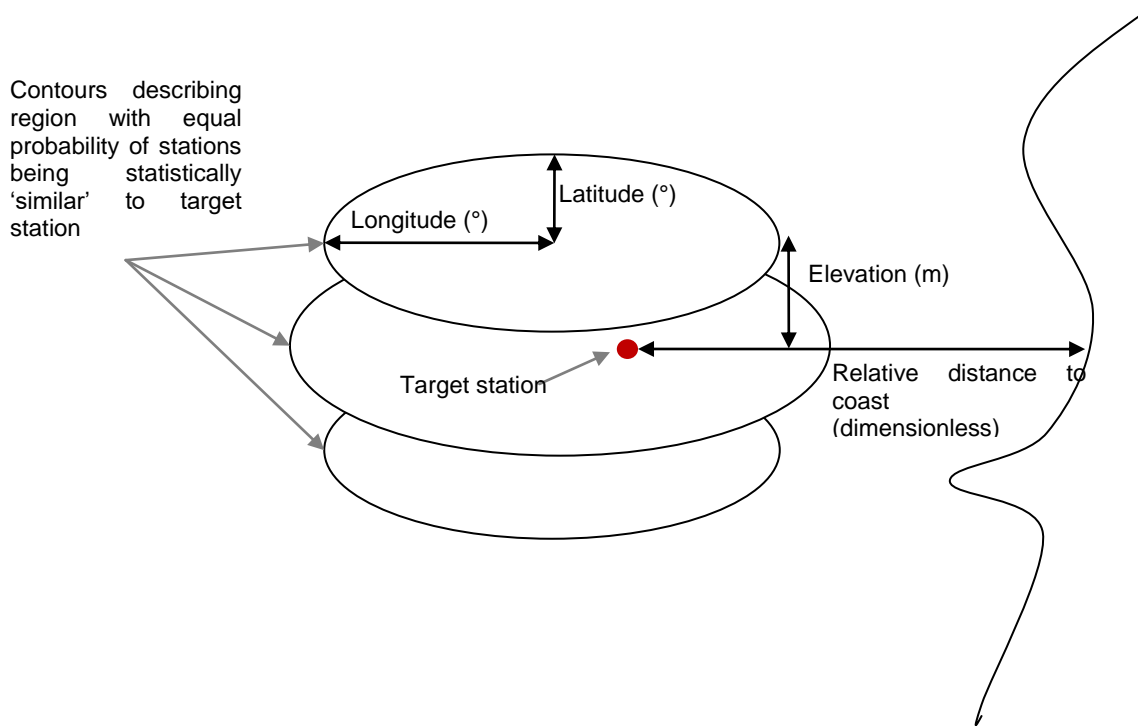 Contours describing
region with equal
probability of stations
being statistically
‘similar’ to target
station
Latitude (°)
Longitude (°)
Elevation (m)
Target station
Relative distance to
coast
(dimensionless)